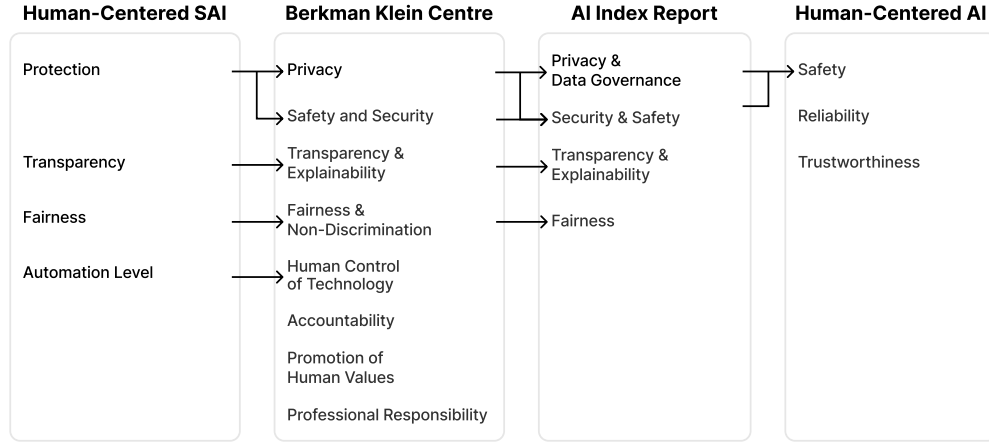 Human-Centered SAI
Protection
Transparency
Fairness
Automation Level
Berkman Klein Centre
Privacy
Safety and Security
Transparency &
Explainability
Fairness &
Non-Discrimination
Human Control
of Technology
Accountability
Promotion of
Human Values
Professional Responsibility
AI Index Report
Privacy &
Data Governance
Security & Safety
Transparency &
Explainability
Fairness
Human-Centered AI
Safety
Reliability
Trustworthiness